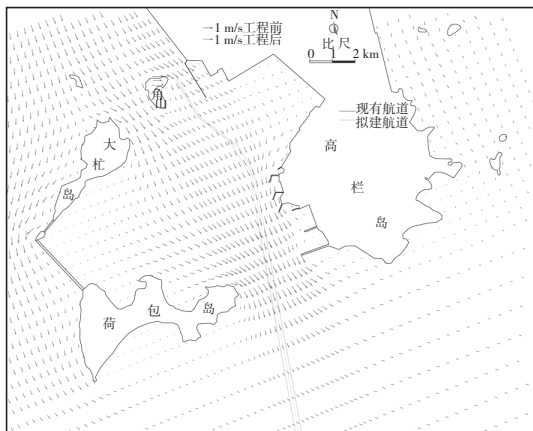 →1 m/s工程前
→1 m/s工程后
N
比 尺
0 1 2 km
三角山
现有航道
拟建航道
大杧岛
高栏岛
荷包岛